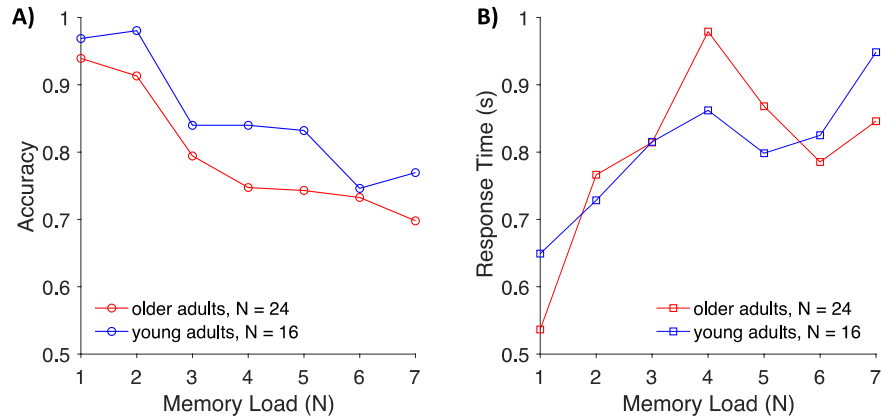 A)
1
0.9
0.8
0.7
0.6
0.5
Accuracy
older adults, N = 24
young adults, N = 16
1 2 3 4 5 6 7
Memory Load (N)
B)
1
0.9
0.8
0.7
0.6
0.5
Response Time (s)
older adults, N = 24
young adults, N = 16
1 2 3 4 5 6 7
Memory Load (N)